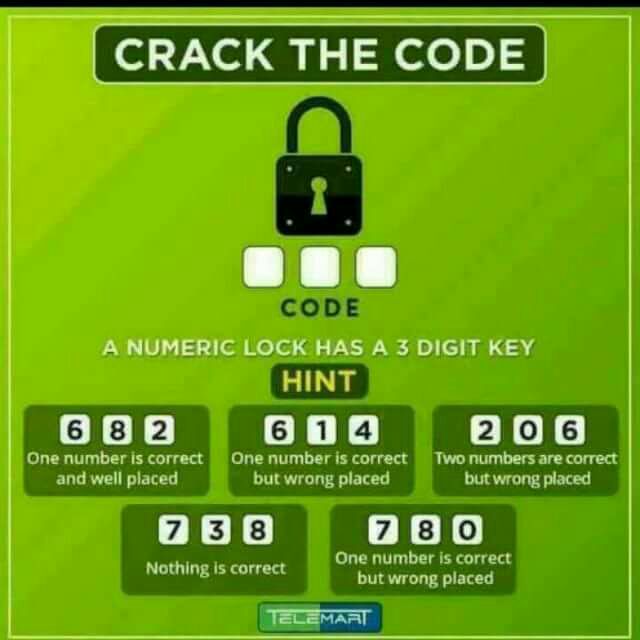 CRACK THE CODE
CODE
A NUMERIC LOCK HAS A 3 DIGIT KEY
HINT
6 8 2
One number is correct
and well placed
6 1 4
One number is correct
but wrong placed
2 0 6
Two numbers are correct
but wrong placed
7 3 8
Nothing is correct
7 8 0
One number is correct
but wrong placed
TELEMART